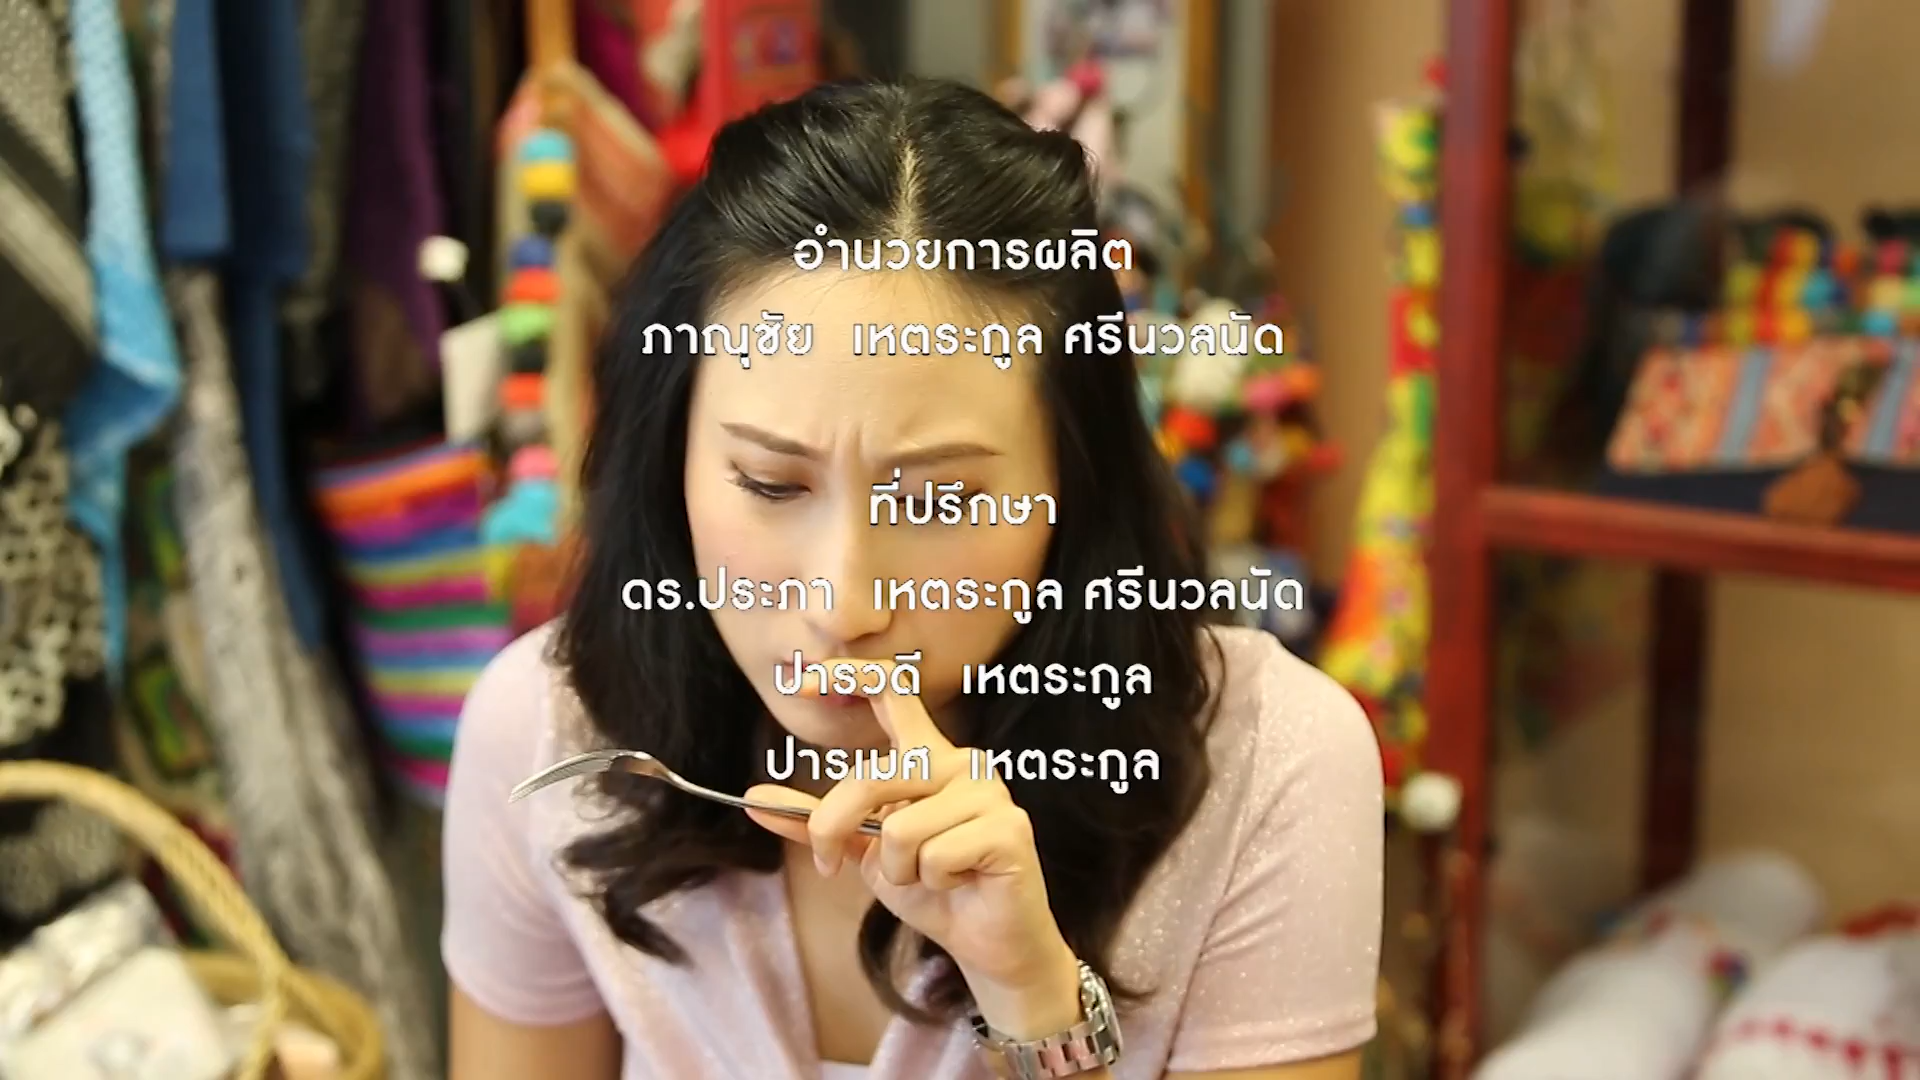 อำนวยการผลิต
ภาณุชัย เหตระกูล ศรีนวลนัด
ที่ปรึกษา
ดร.ประภา เหตระกูล ศรีนวลนัด
ปารวดี เหตระกูล
ปารเมศ เหตระกูล